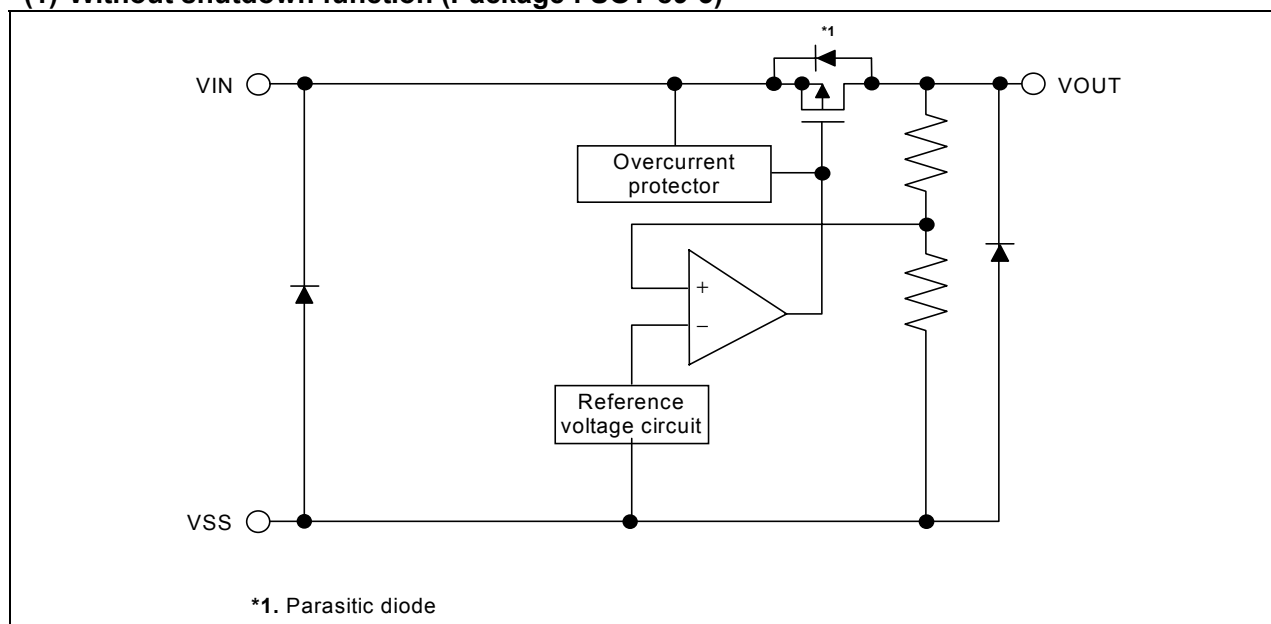 *1
VIN
VOUT
Overcurrent
protector
+
−
Reference
voltage circuit
VSS
*1. Parasitic diode